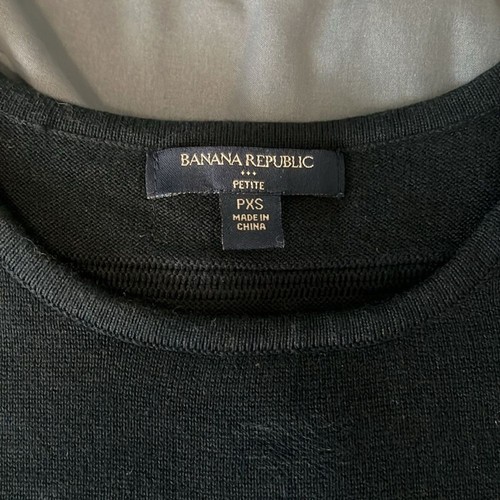 BANANA REPUBLIC
PETITE
PXS
MADE IN
CHINA